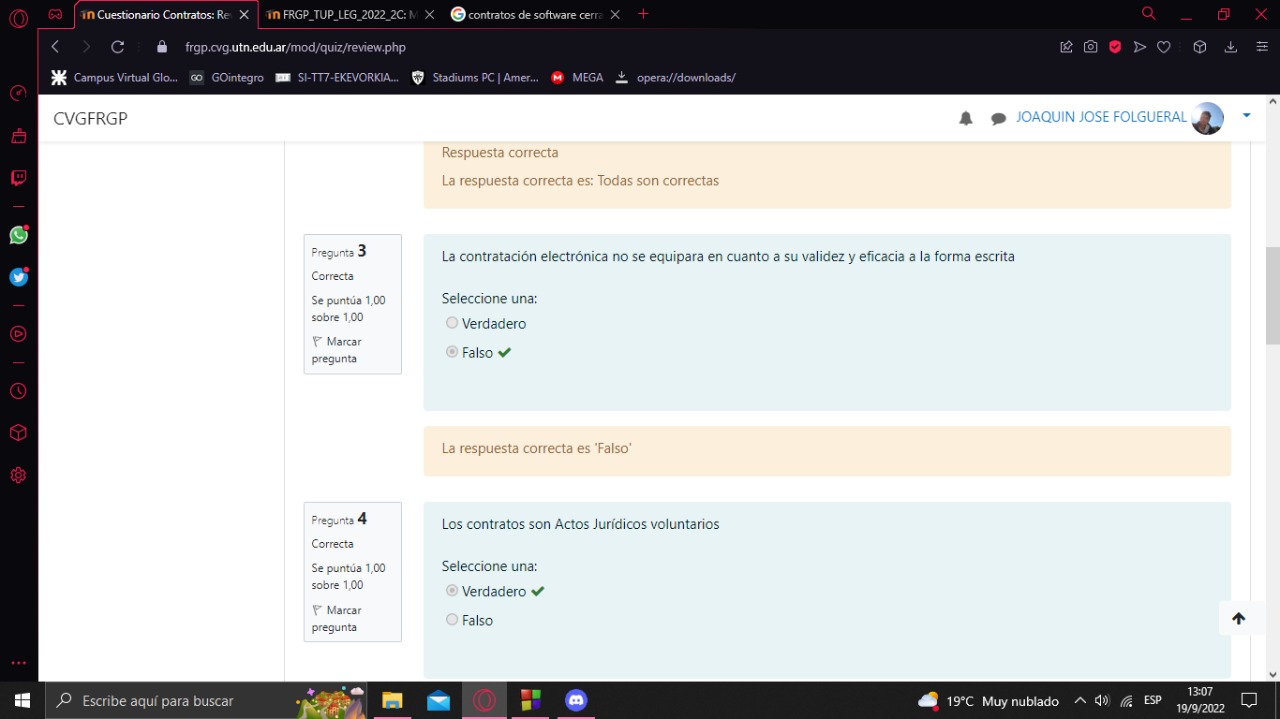 Cuestionario Contratos: Re
FRGP_TUP_LEG_2022_2C: M
contratos de software cerra
frgp.cvg.utn.edu.ar/mod/quiz/review.php
Campus Virtual Glo...
GO
GOintegro
SI-TT7-EKEVORKIA...
Stadiums PC | Amer...
M
MEGA
opera://downloads/
CVGFRGP
JOAQUIN JOSE FOLGUERAL
Respuesta correcta
La respuesta correcta es: Todas son correctas
Pregunta 3
Correcta
Se puntúa 1,00
sobre 1,00
Marcar
pregunta
La contratación electrónica no se equipara en cuanto a su validez y eficacia a la forma escrita
Seleccione una:
Verdadero
Falso
La respuesta correcta es 'Falso'
Pregunta 4
Correcta
Se puntúa 1,00
sobre 1,00
Marcar
pregunta
Los contratos son Actos Jurídicos voluntarios
Seleccione una:
Verdadero
Falso
Escribe aquí para buscar
19°C Muy nublado
ESP
13:07
19/9/2022